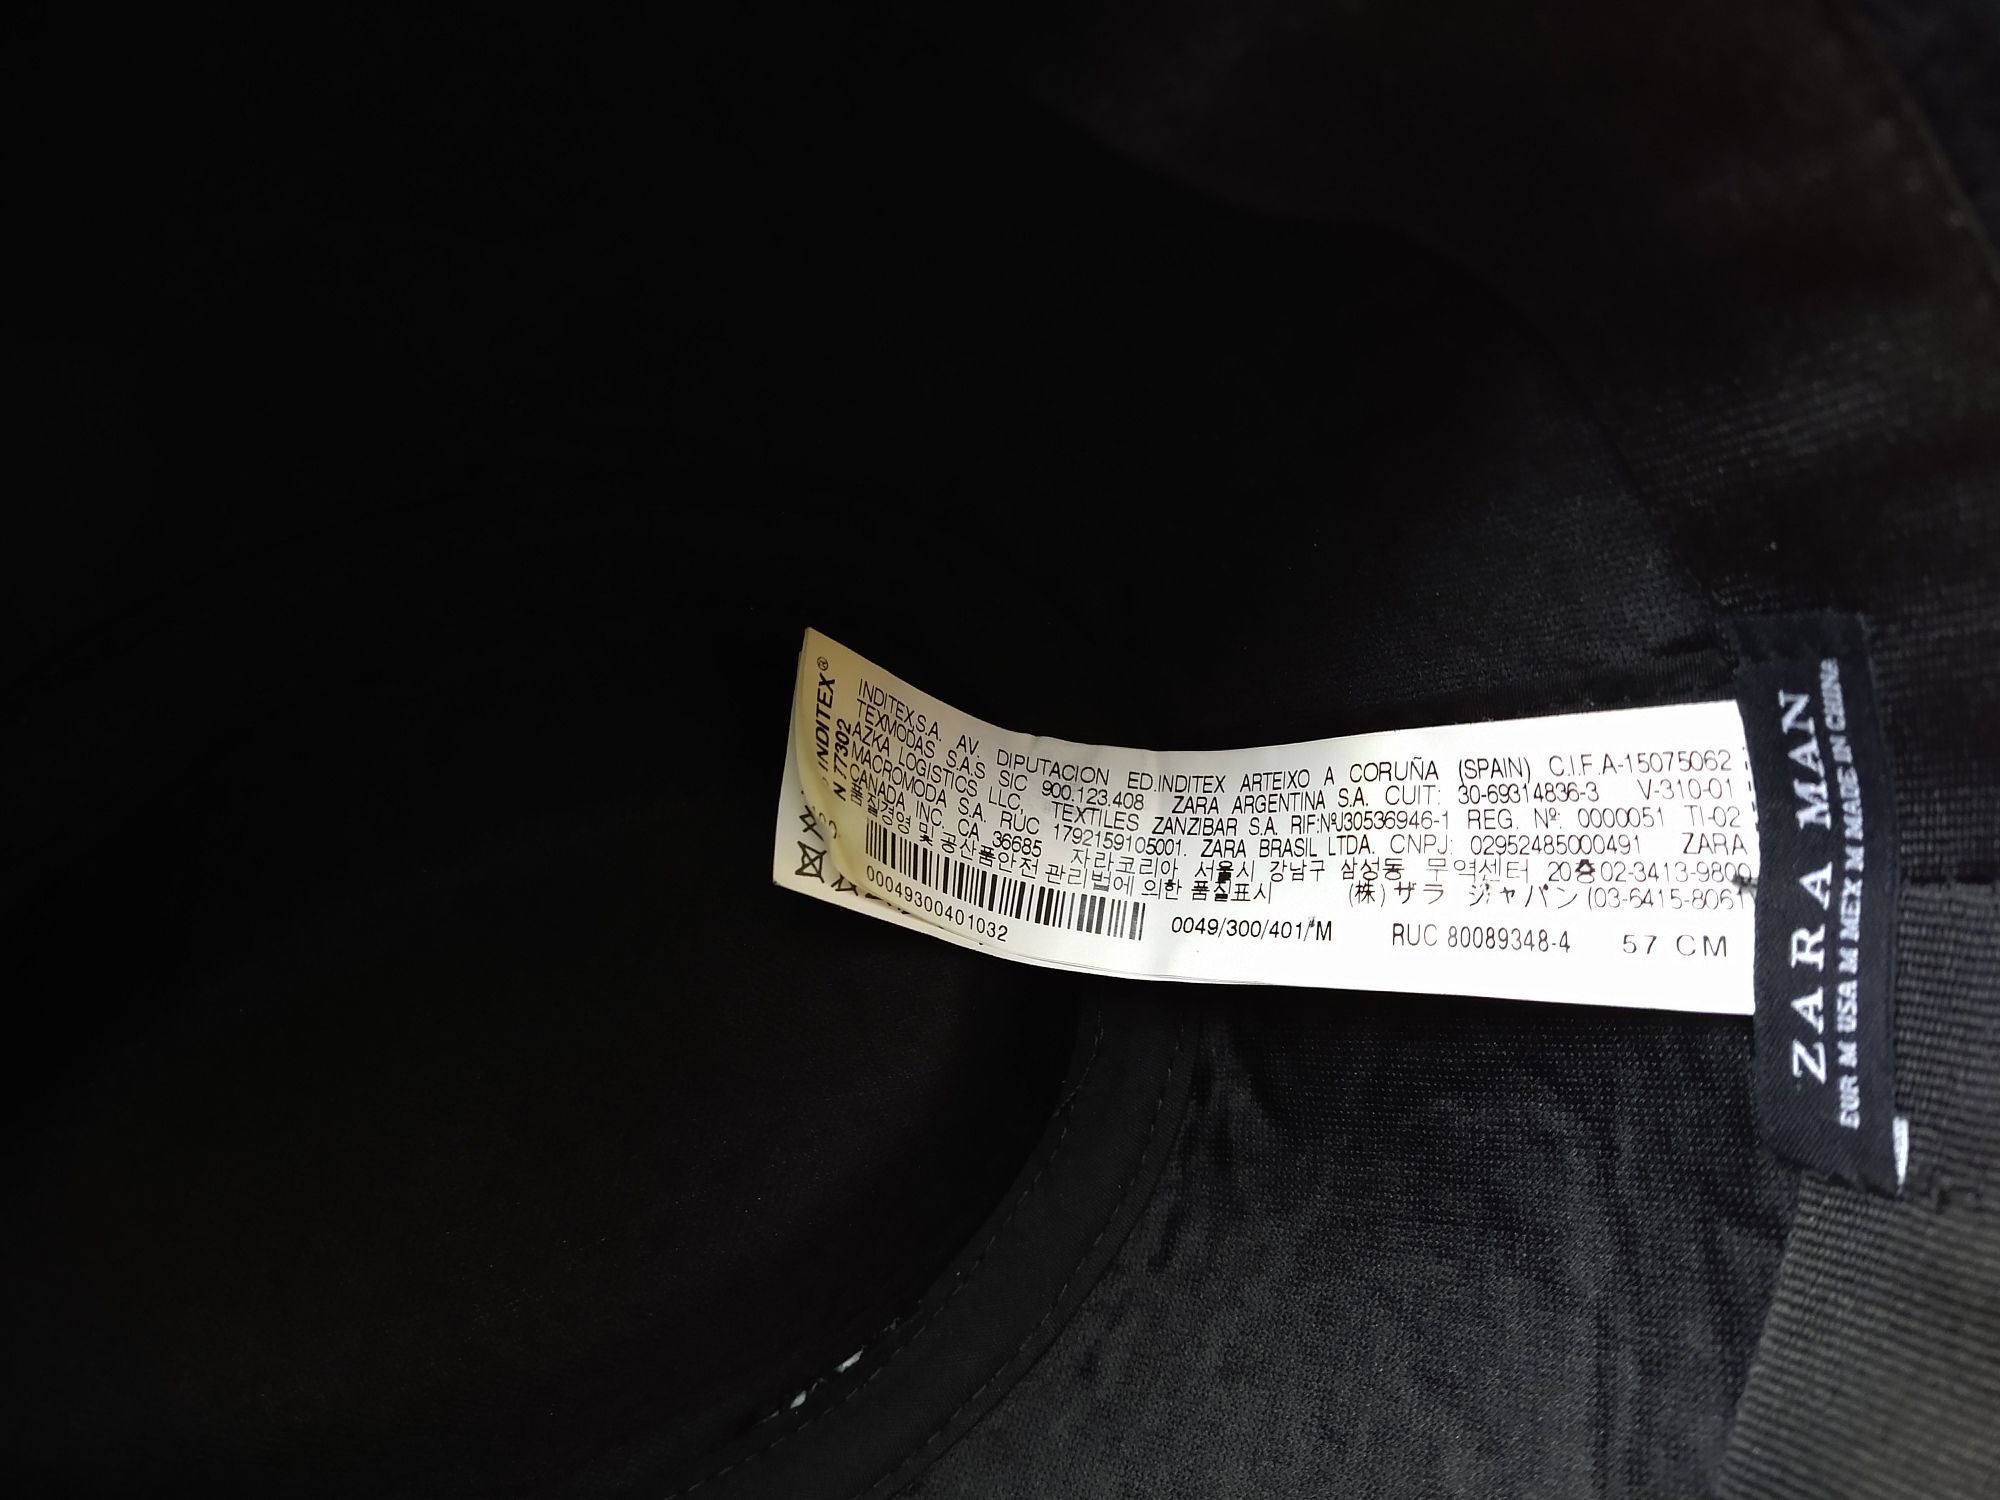 INDITEX,S.A. AV. DIPUTACION ED.INDITEX ARTEIXO A CORUÑA (SPAIN) C.I.F.A-15075062
TEXMODAS S.A.S SIC 900.123.408 ZARA ARGENTINA S.A. CUIT: 30-69314836-3 V-310-01
AZKA LOGISTICS LLC, TEXTILES ZANZIBAR S.A. RIF:NºJ30536946-1 REG. Nº: 0000051 TI-02
MACROMODA S.A. RUC 1792159105001. ZARA BRASIL LTDA. CNPJ: 02952485000491 ZARA
CANADA INC. CA 36685 자라코리아 서울시 강남구 삼성동 무역센터 20층02-3413-9800
품질경영 및 공산품안전 관리법에 의한 품질표시 (株)ザラ ジャパン (03-6415-8061
00049300401032 0049/300/401/M RUC 80089348-4 57 CM
INDITEX®
N 77302
ZARA MAN
EUR M USA M MEX M MADE IN CHINA